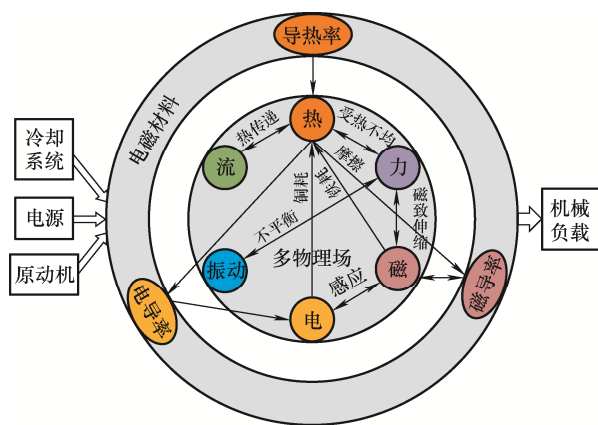 导热率
电磁材料
冷却
系统
电源
原动机
热
热传递
受热不均
摩擦
流
力
铜耗
铁耗
不平衡
磁致伸缩
振动
多物理场
磁
感应
电
电导率
磁导率
机械
负载